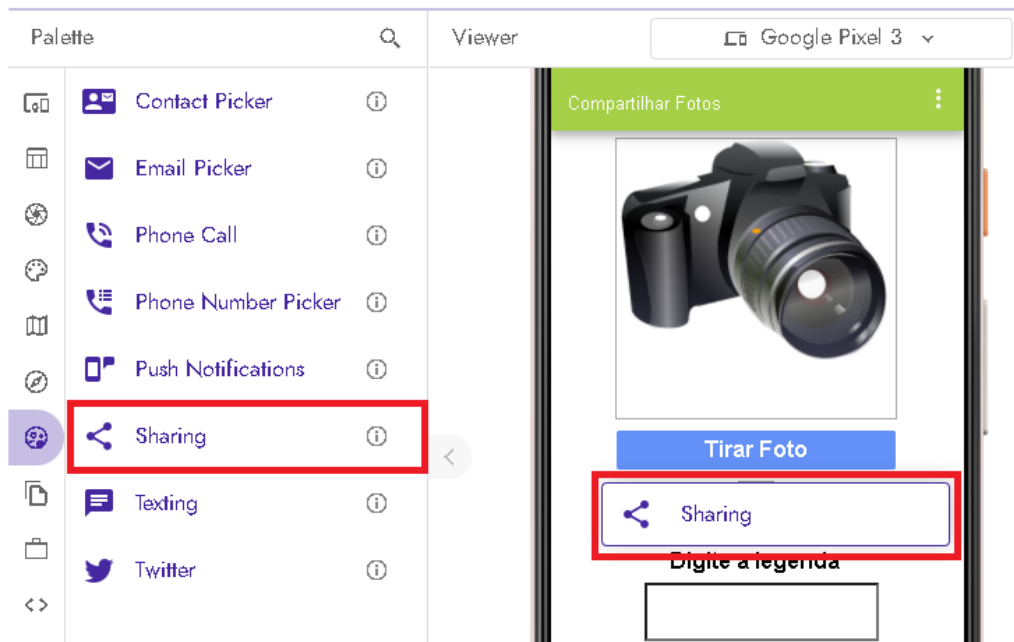 Palette
Viewer
Google Pixel 3
Contact Picker
Email Picker
Phone Call
Phone Number Picker
Push Notifications
Sharing
Texting
Twitter
Compartilhar Fotos
Tirar Foto
Sharing
Digite a legenda